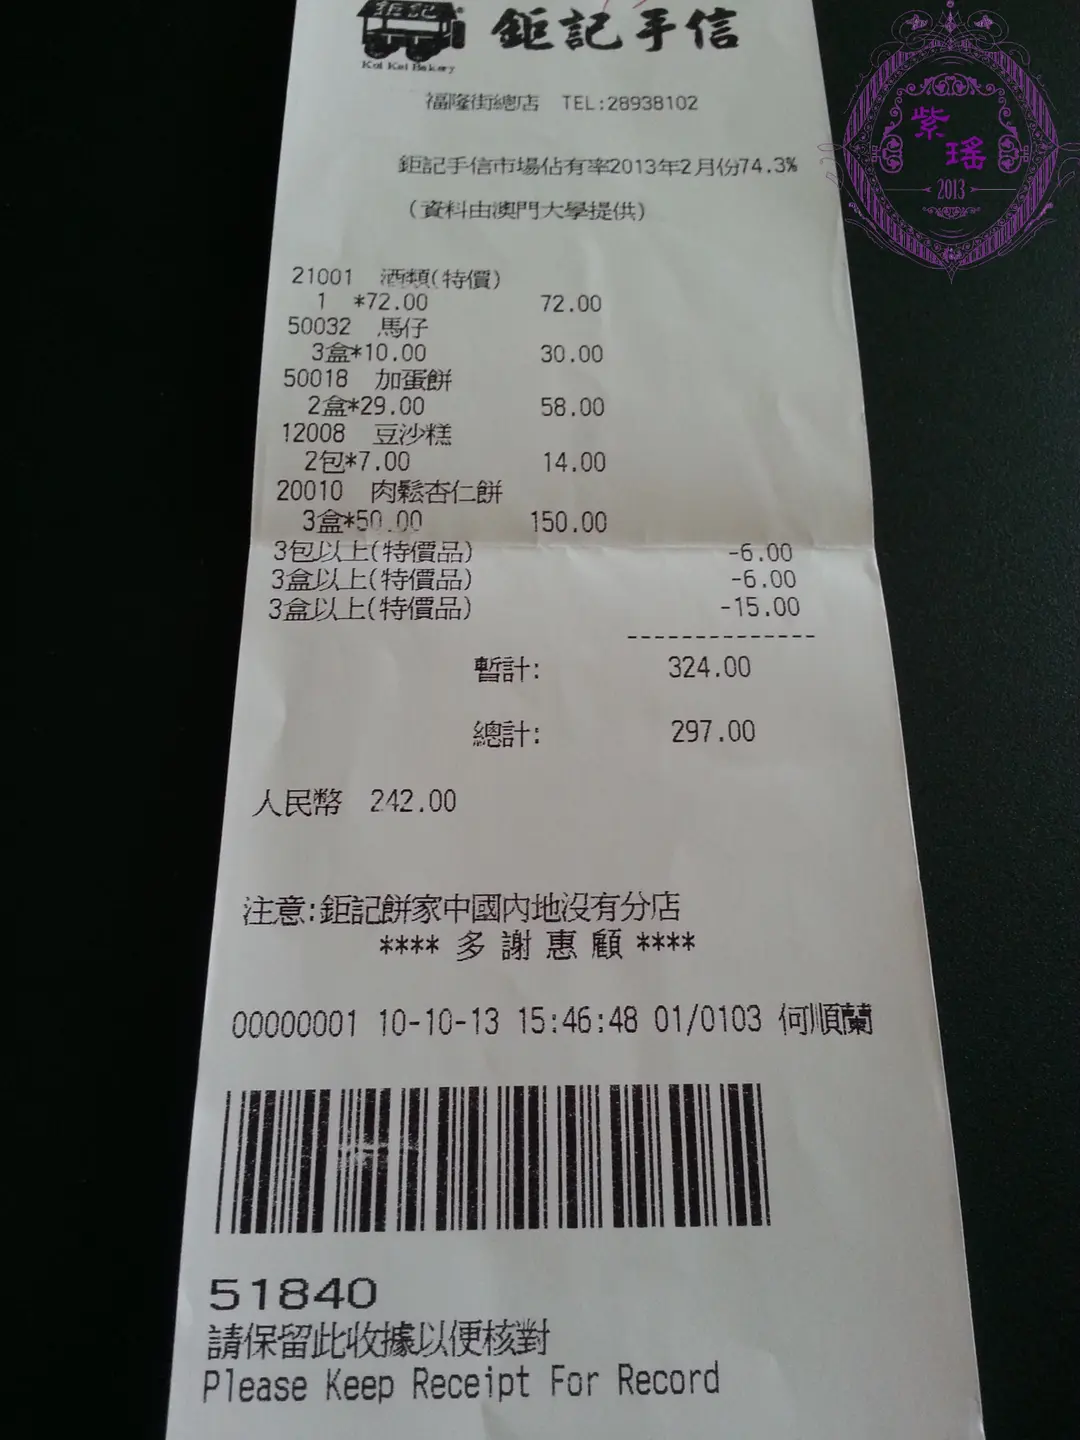 鉅記
Koi Kei Bakery
鉅記手信
福隆街總店 TEL:28938102
鉅記手信市場佔有率2013年2月份74.3%
(資料由澳門大學提供)
21001 酒類(特價)
1 *72.00 72.00
50032 馬仔
3盒*10.00 30.00
50018 加蛋餅
2盒*29.00 58.00
12008 豆沙糕
2包*7.00 14.00
20010 肉鬆杏仁餅
3盒*50.00 150.00
3包以上(特價品) -6.00
3盒以上(特價品) -6.00
3盒以上(特價品) -15.00
--------------
暫計: 324.00
總計: 297.00
人民幣 242.00
注意:鉅記餅家中國內地沒有分店
**** 多謝惠顧 ****
00000001 10-10-13 15:46:48 01/0103 何順蘭
51840
請保留此收據以便核對
Please Keep Receipt For Record
紫瑤
2013